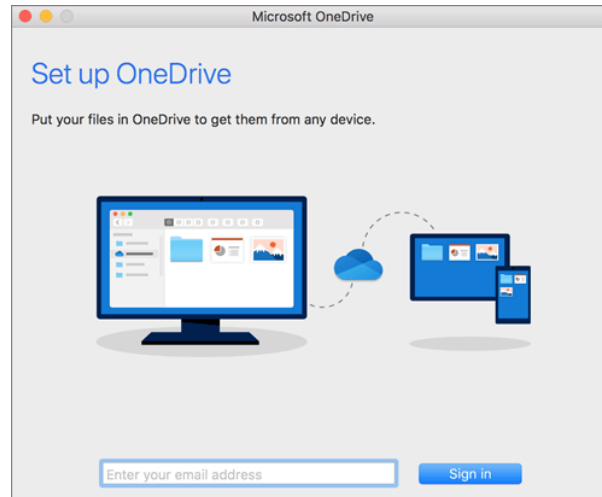 Microsoft OneDrive
Set up OneDrive
Put your files in OneDrive to get them from any device.
Enter your email address
Sign in